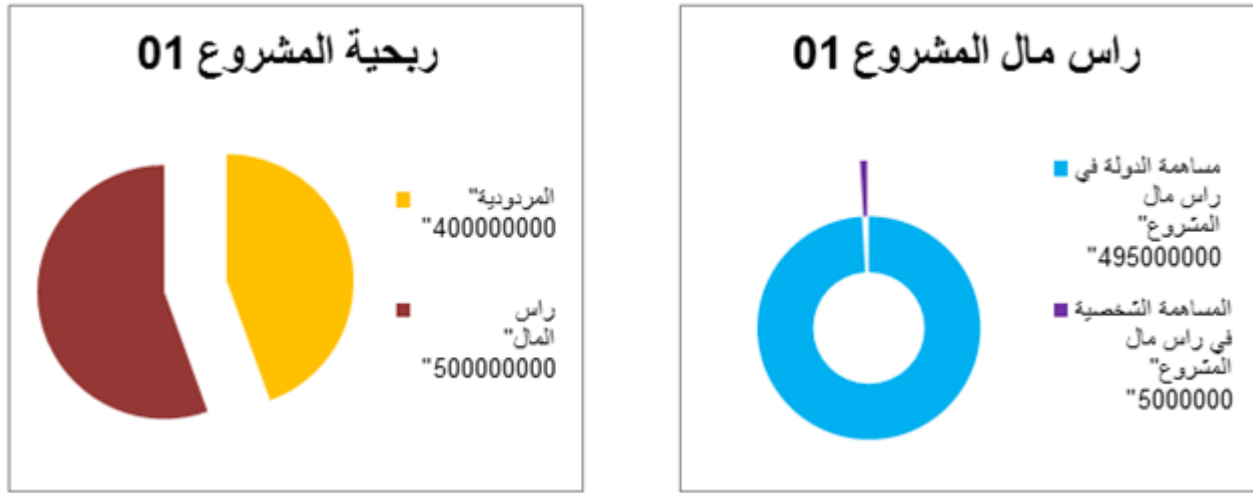 راس مال المشروع 01
مساهمة الدولة في
راس مال
المشروع"
495000000"
المساهمة الشخصية
في راس مال
المشروع"
5000000"
ربحية المشروع 01
المردودية"
400000000"
راس
المال"
500000000"